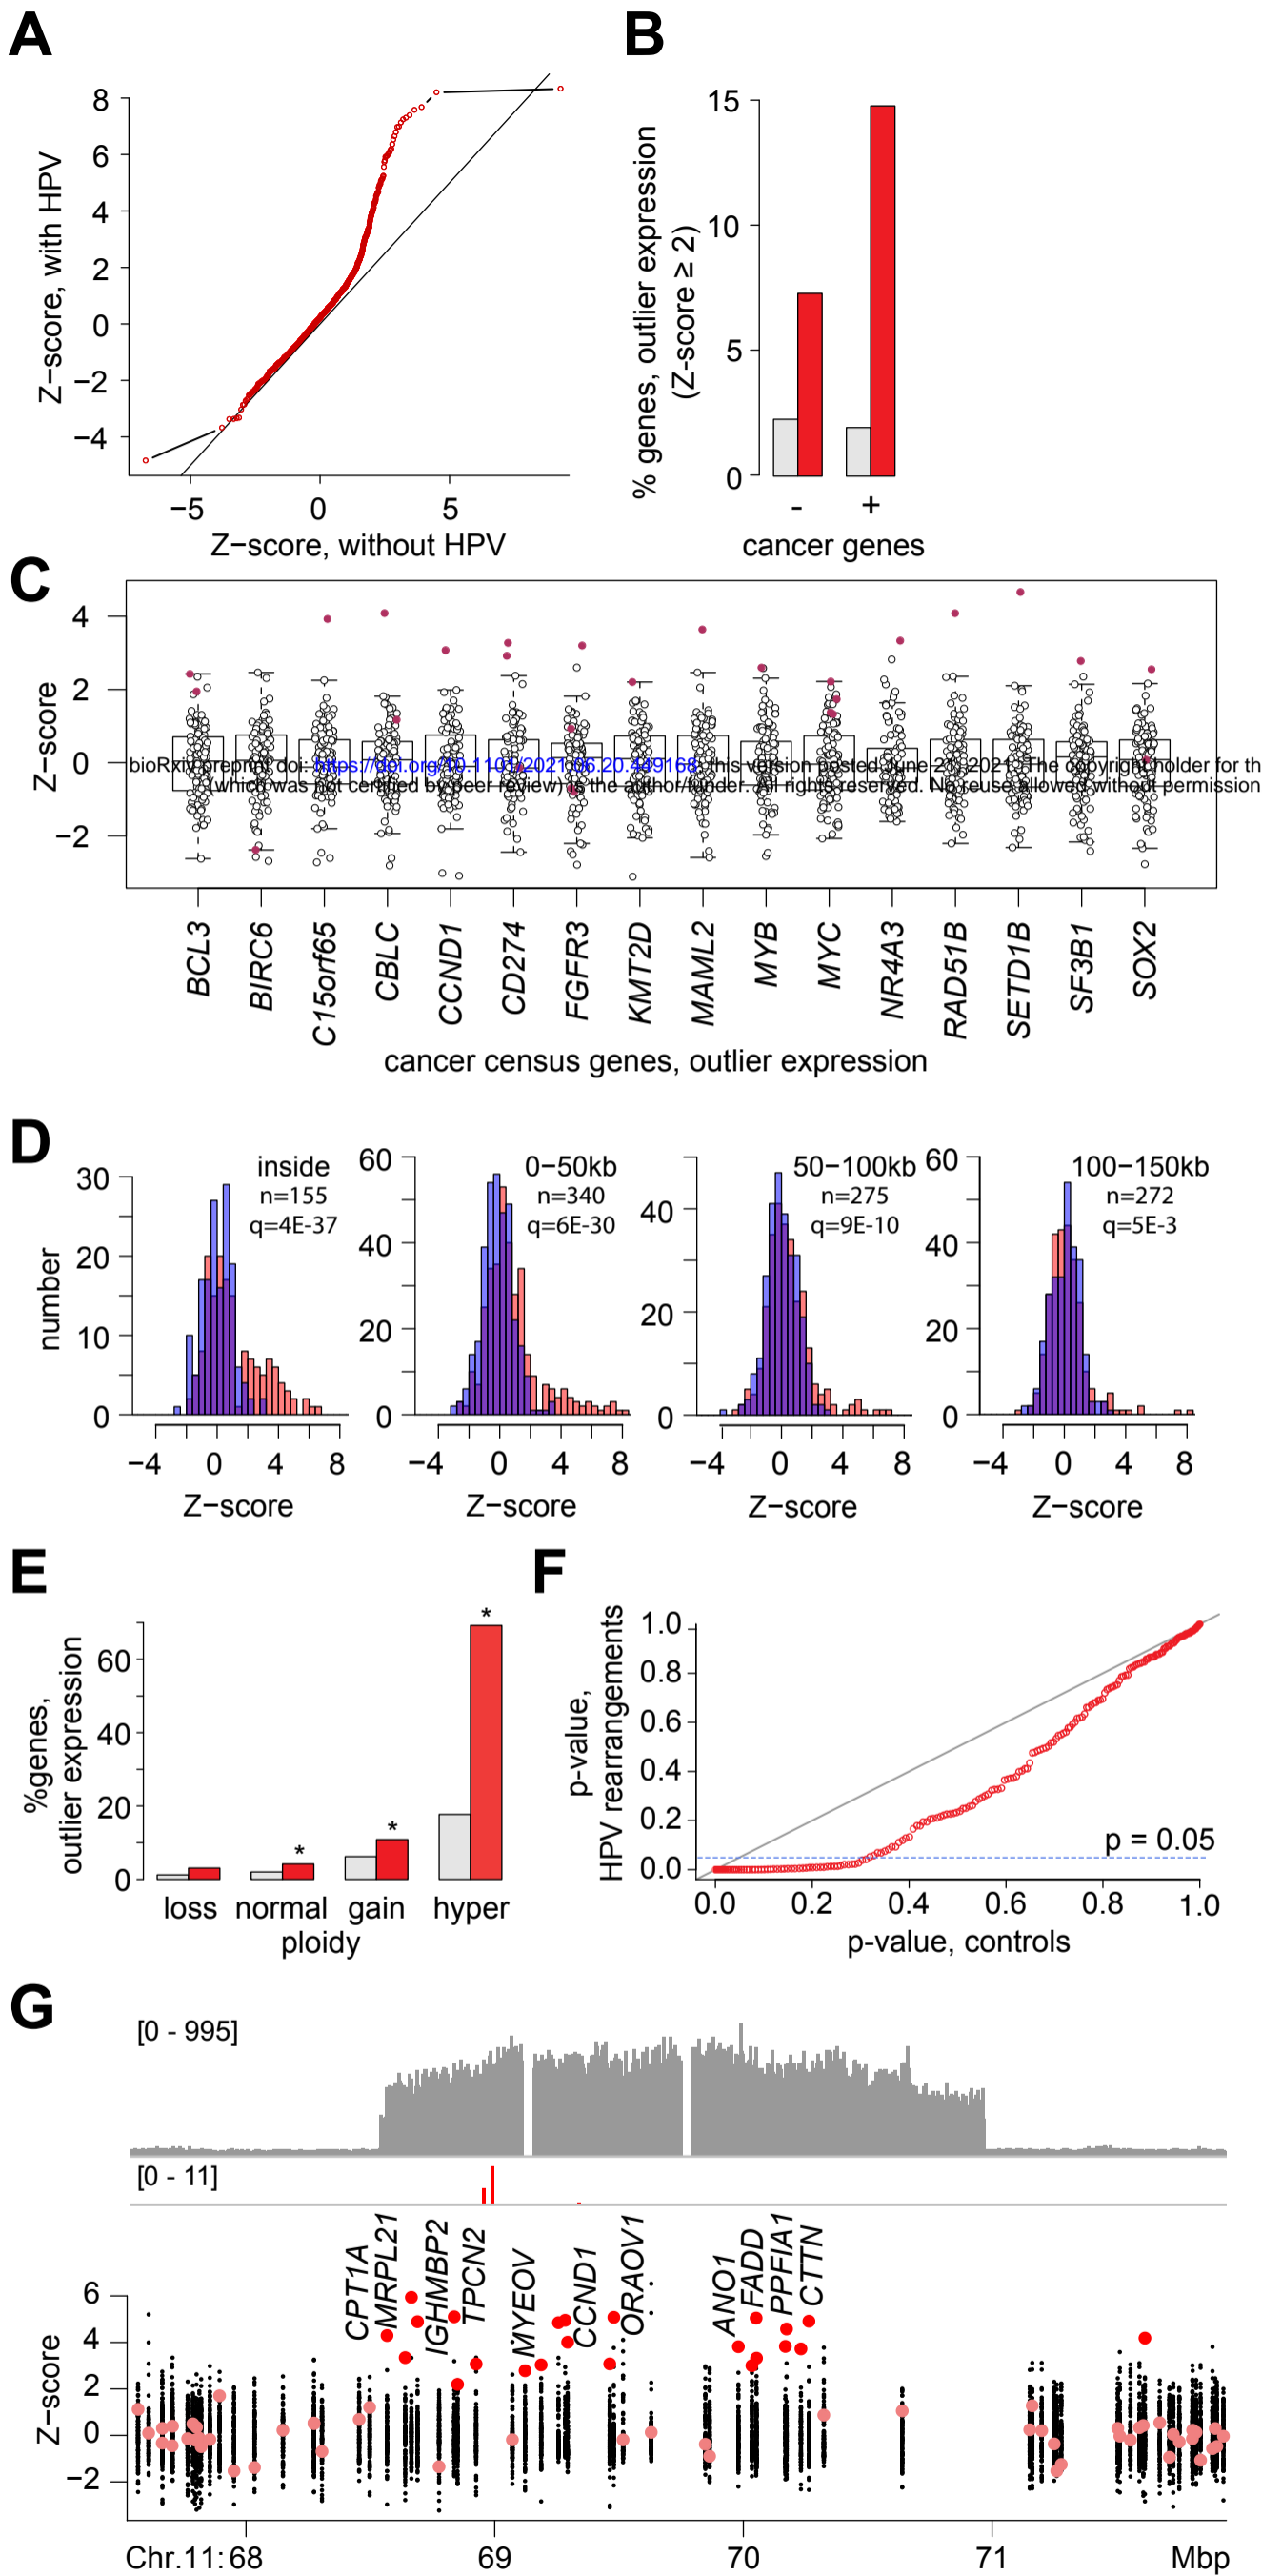 A
8
6
4
2
0
−2
−4
Z−score, with HPV
−5 0 5
Z−score, without HPV
B
15
10
5
0
% genes, outlier expression
(Z-score ≥ 2)
- +
cancer genes
C
4
2
0
−2
Z−score
bioRxiv preprint doi: https://doi.org/10.1101/2021.06.20.449168; this version posted June 21, 2021. The copyright holder for th
(which was not certified by peer review) is the author/funder. All rights reserved. No reuse allowed without permission
BCL3 BIRC6 C15orf65 CBLC CCND1 CD274 FGFR3 KMT2D MAML2 MYB MYC NR4A3 RAD51B SETD1B SF3B1 SOX2
cancer census genes, outlier expression
D
number
30
20
10
0
inside
n=155
q=4E-37
−4 0 4 8
Z−score
60
40
20
0
0−50kb
n=340
q=6E-30
−4 0 4 8
Z−score
40
20
0
50−100kb
n=275
q=9E-10
−4 0 4 8
Z−score
60
40
20
0
100−150kb
n=272
q=5E-3
−4 0 4 8
Z−score
E
%genes,
outlier expression
60
40
20
0
* * *
loss normal gain hyper
ploidy
F
p-value,
HPV rearrangements
1.0
0.8
0.6
0.4
0.2
0.0
p = 0.05
0.0 0.2 0.4 0.6 0.8 1.0
p-value, controls
G
[0 - 995]
[0 - 11]
CPT1A MRPL21 IGHMBP2 TPCN2 MYEOV CCND1 ORAOV1 ANO1 FADD PPFIA1 CTTN
6
4
2
0
−2
Z−score
Chr.11: 68 69 70 71 Mbp